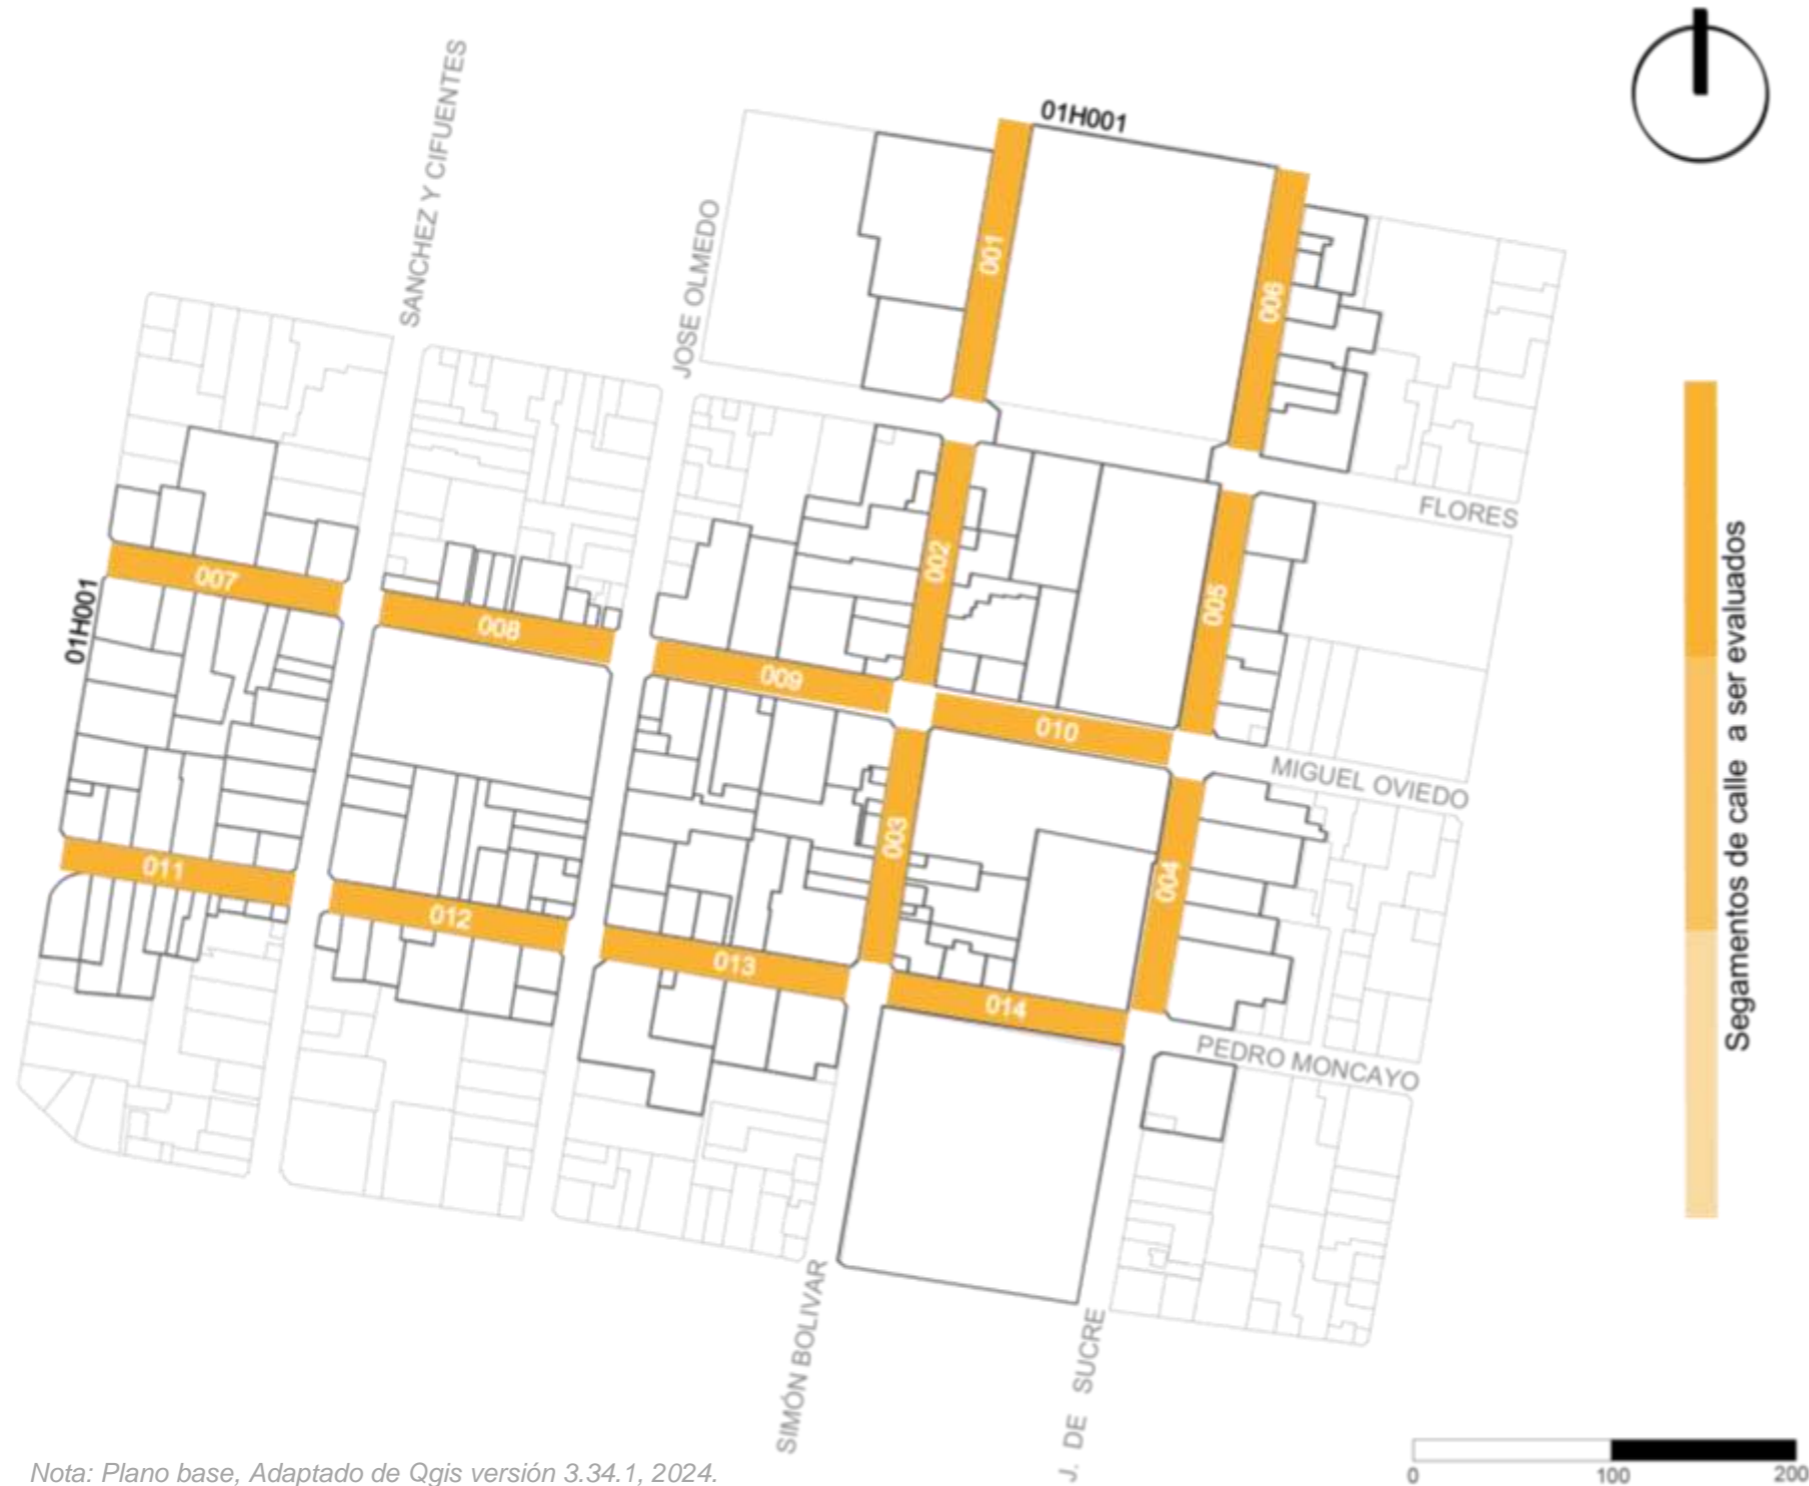 SANCHEZ Y CIFUENTES
JOSE OLMEDO
01H001
001
006
FLORES
002
005
007
01H001
008
009
010
MIGUEL OVIEDO
003
004
011
012
013
014
PEDRO MONCAYO
SIMÓN BOLIVAR
J. DE SUCRE
Segamentos de calle a ser evaluados
0 100 200
Nota: Plano base, Adaptado de Qgis versión 3.34.1, 2024.